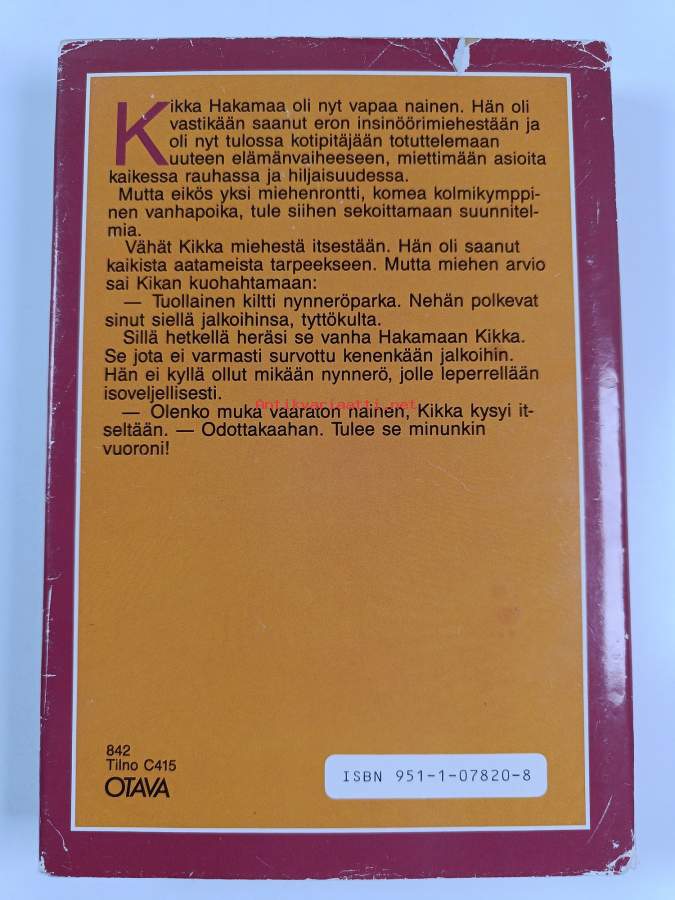 Kikka Hakamaa oli nyt vapaa nainen. Hän oli
vastikään saanut eron insinöörimiehestään ja
oli nyt tulossa kotipitäjään totuttelemaan
uuteen elämänvaiheeseen, miettimään asioita
kaikessa rauhassa ja hiljaisuudessa.
Mutta eikös yksi miehenrontti, komea kolmikymppi-
nen vanhapoika, tule siihen sekoittamaan suunnitel-
mia.
Vähät Kikka miehestä itsestään. Hän oli saanut
kaikista aatameista tarpeekseen. Mutta miehen arvio
sai Kikan kuohahtamaan:
— Tuollainen kiltti nynneröparka. Nehän polkevat
sinut siellä jalkoihinsa, tyttökulta.
Sillä hetkellä heräsi se vanha Hakamaan Kikka.
Se jota ei varmasti survottu kenenkään jalkoihin.
Hän ei kyllä ollut mikään nynnerö, jolle leperrellään
isoveljellisesti.
Antikvariaatti.net
— Olenko muka vaaraton nainen, Kikka kysyi it-
seltään. — Odottakaahan. Tulee se minunkin
vuoroni!
842
Tilno C415
OTAVA
ISBN 951-1-07820-8